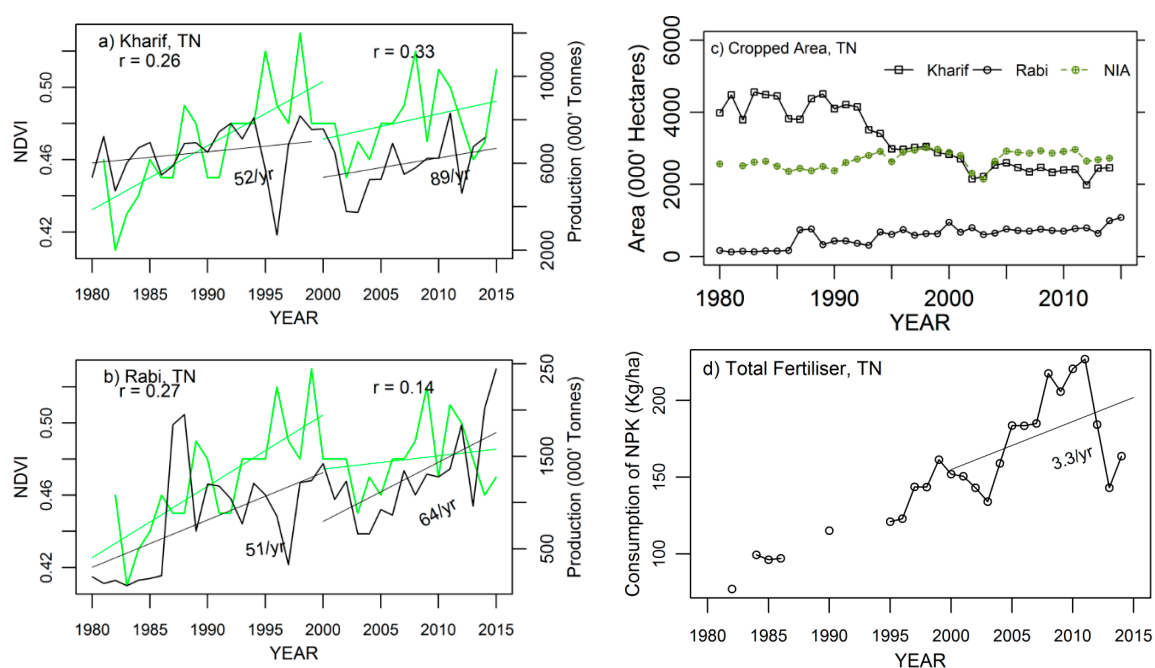 a) Kharif, TN
r = 0.26
r = 0.33
52/yr
89/yr
NDVI
0.42
0.46
0.50
Production (000' Tonnes)
2000
6000
10000
1980 1985 1990 1995 2000 2005 2010 2015
YEAR
c) Cropped Area, TN
Kharif Rabi NIA
Area (000' Hectares)
0
2000
4000
6000
1980 1990 2000 2010
YEAR
b) Rabi, TN
r = 0.27
r = 0.14
51/yr
64/yr
NDVI
0.42
0.46
0.50
Production (000' Tonnes)
500
1500
250
1980 1985 1990 1995 2000 2005 2010 2015
YEAR
d) Total Fertiliser, TN
3.3/yr
Consumption of NPK (Kg/ha)
100
150
200
1980 1985 1990 1995 2000 2005 2010 2015
YEAR